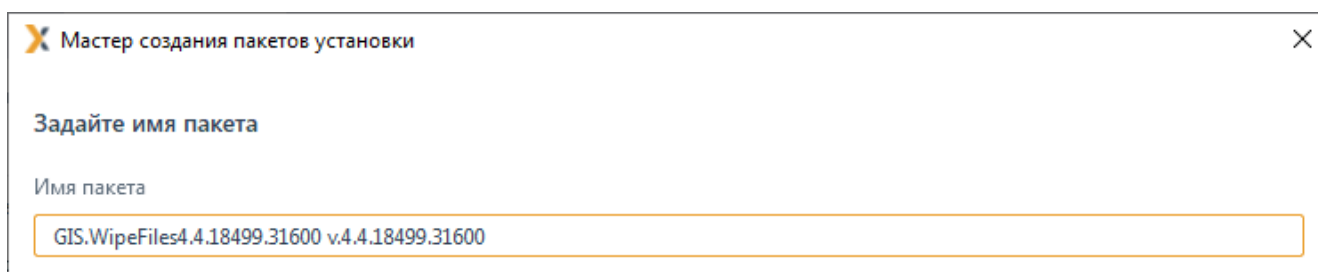 Мастер создания пакетов установки
Задайте имя пакета
Имя пакета
GIS.WipeFiles4.4.18499.31600 v.4.4.18499.31600